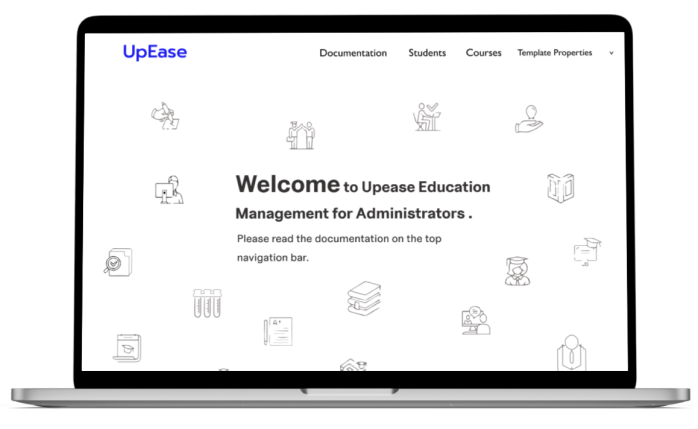 UpEase
Documentation Students Courses Template Properties
Welcome to Upease Education
Management for Administrators .
Please read the documentation on the top
navigation bar.
A+